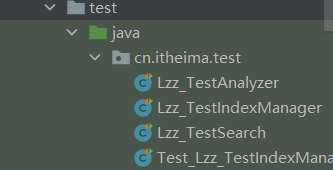 test
java
cn.itheima.test
Lzz_TestAnalyzer
Lzz_TestIndexManager
Lzz_TestSearch
Test_Lzz_TestIndexMana